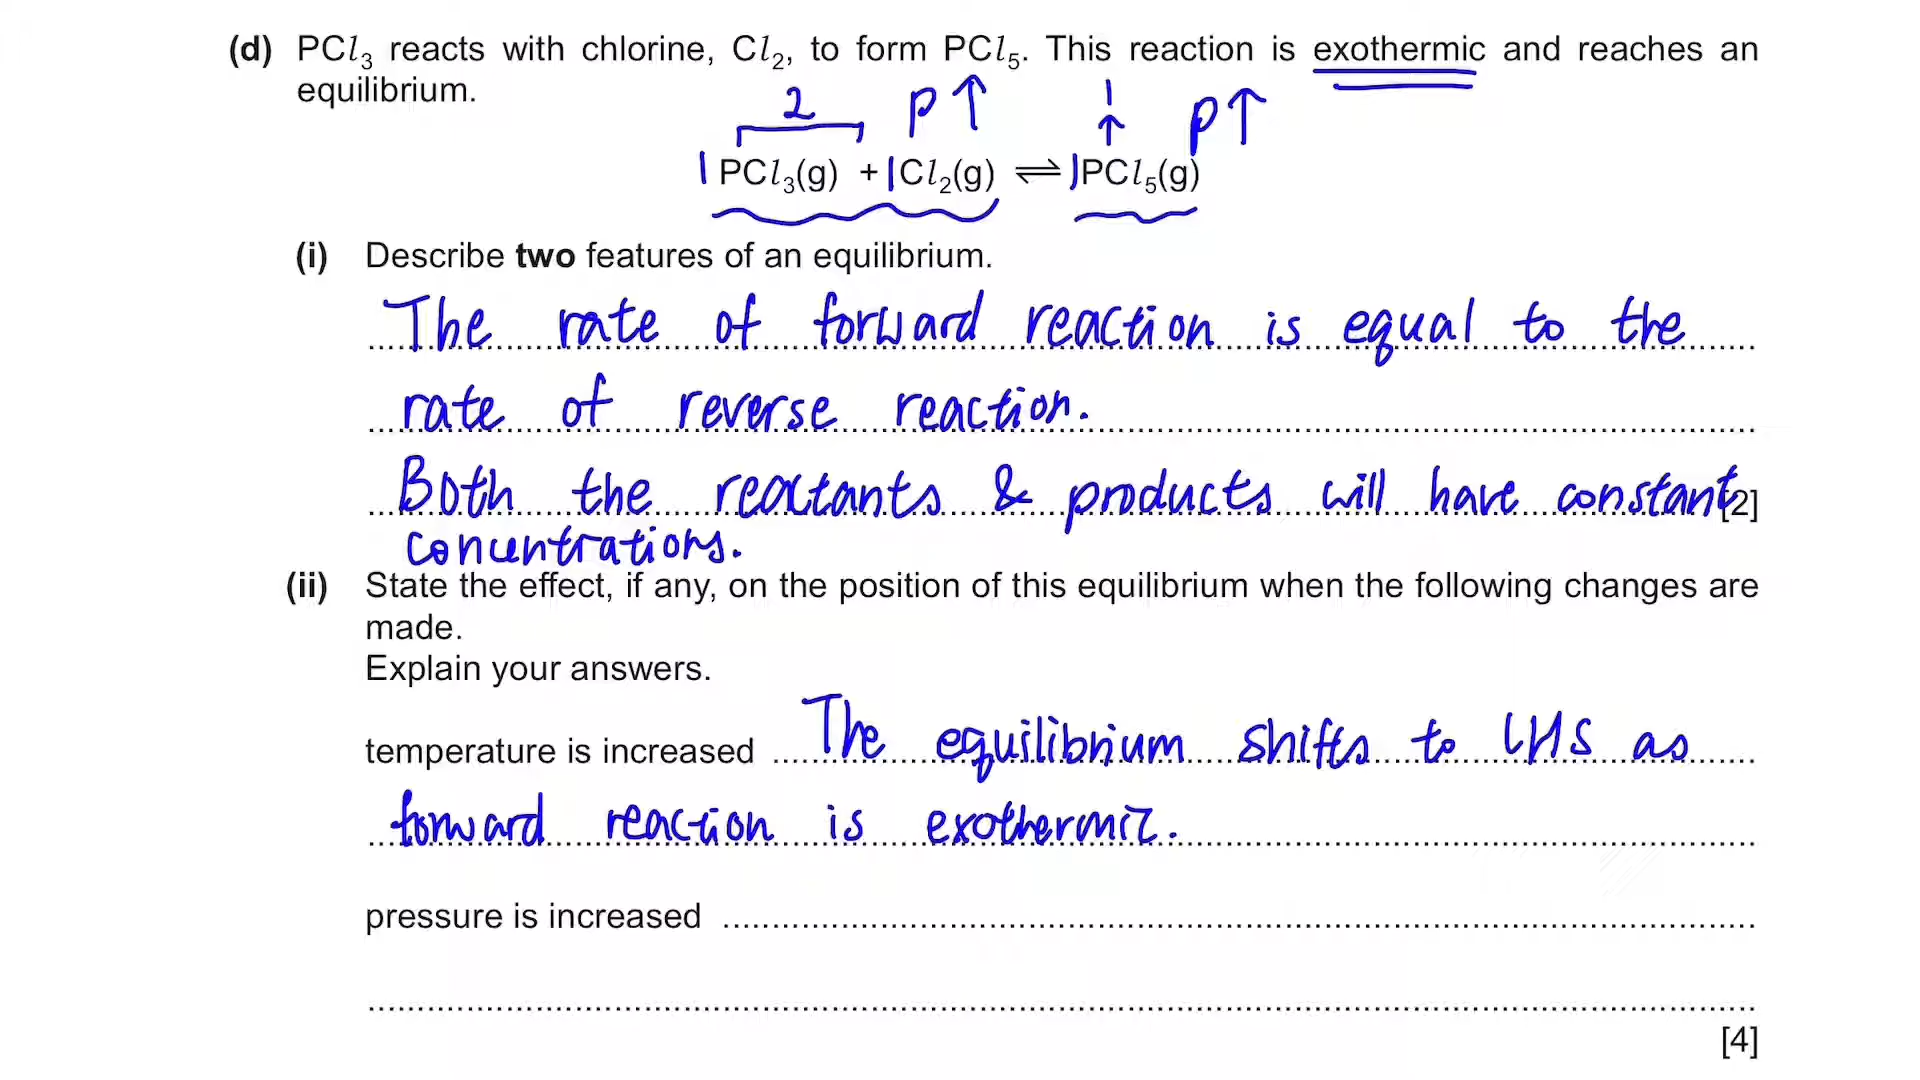 (d) PCl₃ reacts with chlorine, Cl₂, to form PCl₅. This reaction is exothermic and reaches an
equilibrium.
2 p↑ 1 ↑ p↑
1 PCl₃(g) + 1 Cl₂(g) ⇌ 1 PCl₅(g)
(i) Describe two features of an equilibrium.
The rate of forward reaction is equal to the
rate of reverse reaction.
Both the reactants & products will have constant [2]
concentrations.
(ii) State the effect, if any, on the position of this equilibrium when the following changes are
made.
Explain your answers.
temperature is increased The equilibrium shifts to LHS as
forward reaction is exothermic.
pressure is increased
[4]